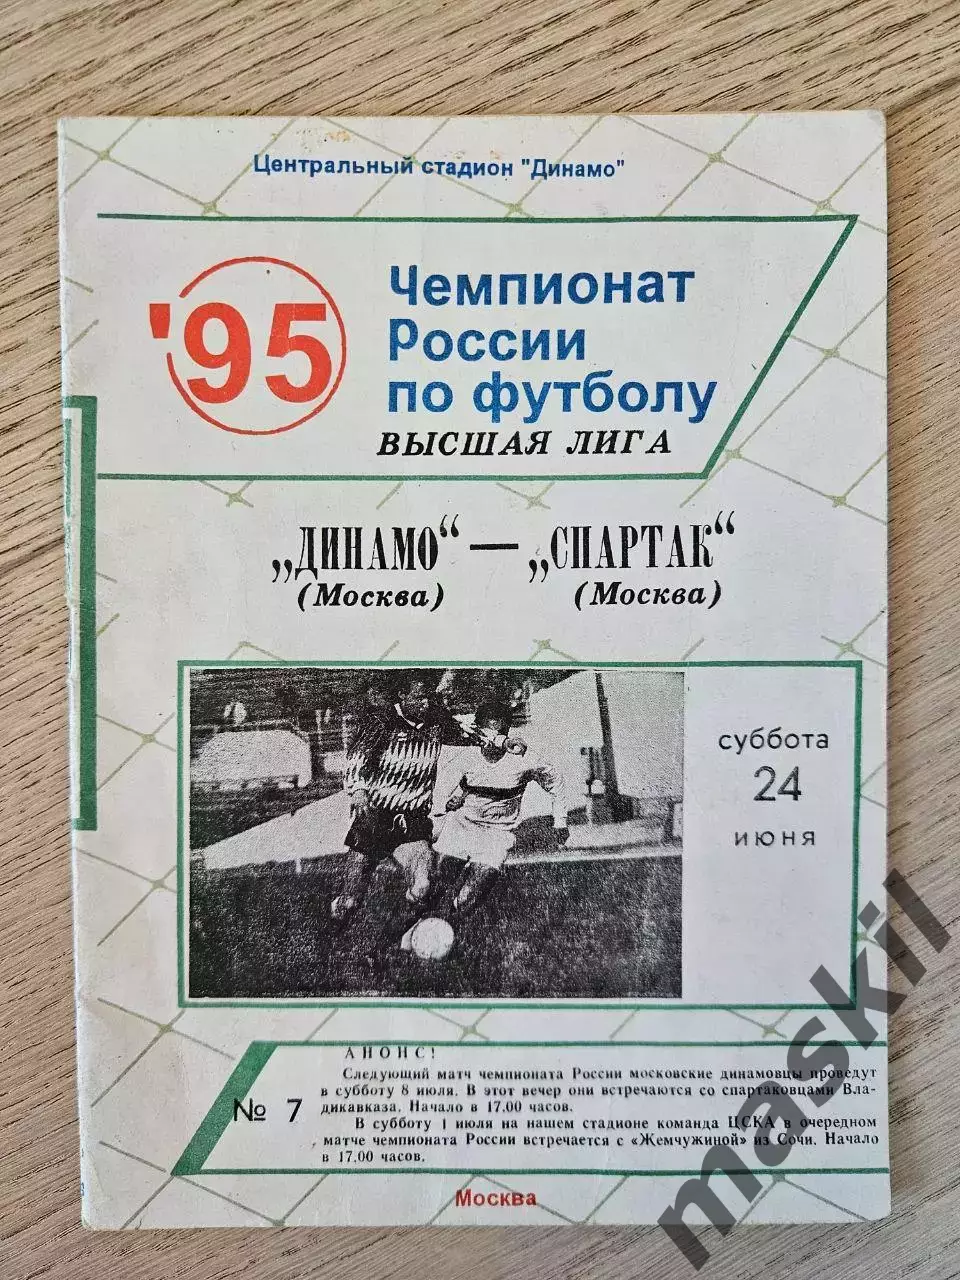 Центральный стадион "Динамо"
'95
Чемпионат
России
по футболу
ВЫСШАЯ ЛИГА
„ДИНАМО“ — „СПАРТАК“
(Москва) (Москва)
суббота
24
июня
АНОНС!
Следующий матч чемпионата России московские динамовцы проведут
в субботу 8 июля. В этот вечер они встречаются со спартаковцами Вла-
дикавказа. Начало в 17.00 часов.
В субботу 1 июля на нашем стадионе команда ЦСКА в очередном
матче чемпионата России встречается с «Жемчужиной» из Сочи. Начало
в 17.00 часов.
№ 7
Москва
maskil